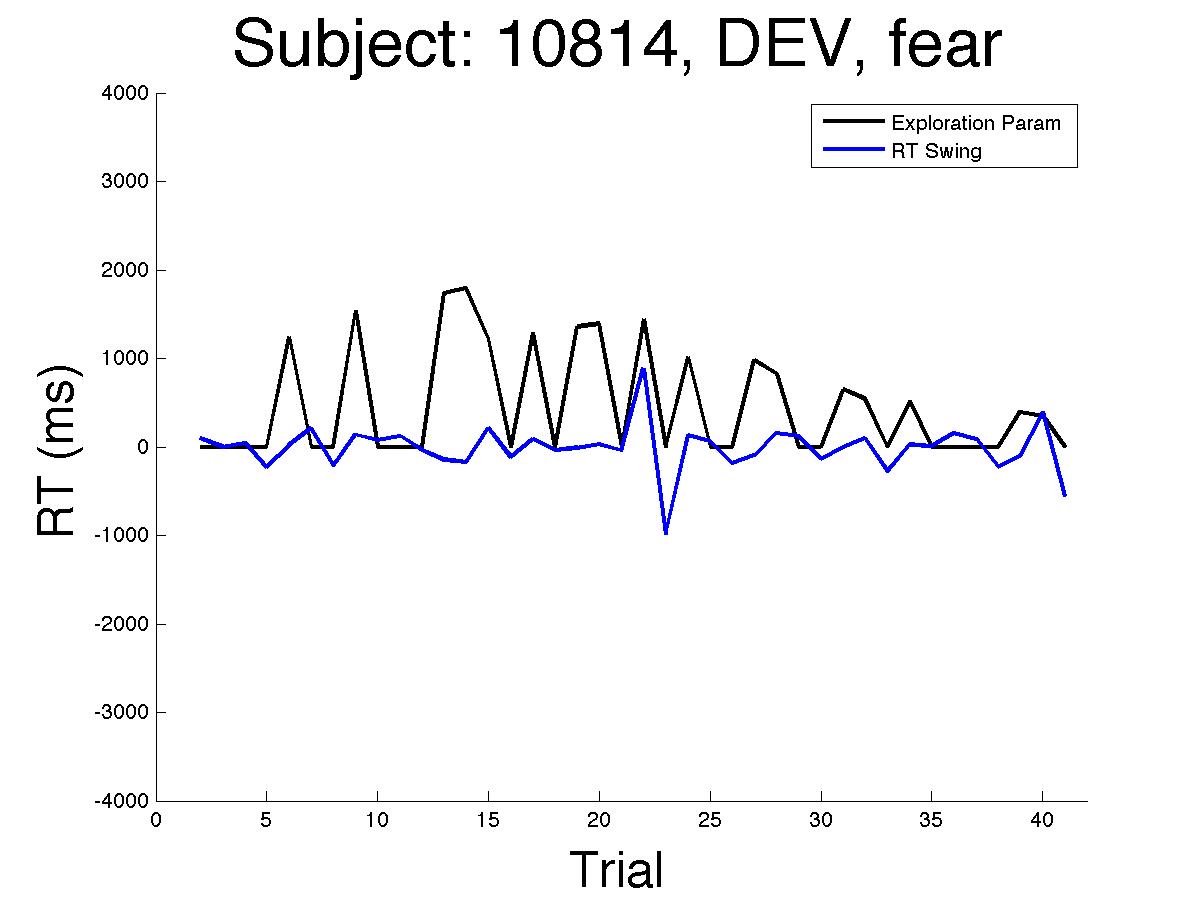 Subject: 10814, DEV, fear
Exploration Param
RT Swing
4000
3000
2000
1000
0
-1000
-2000
-3000
-4000
RT (ms)
0 5 10 15 20 25 30 35 40
Trial